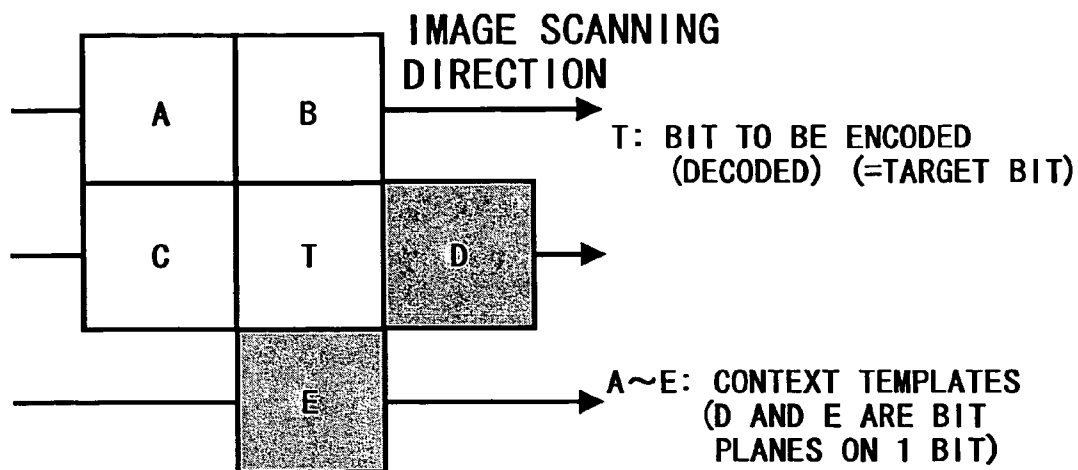 IMAGE SCANNING
DIRECTION
A B
T: BIT TO BE ENCODED
(DECODED) (=TARGET BIT)
C T D
E
A~E: CONTEXT TEMPLATES
(D AND E ARE BIT
PLANES ON 1 BIT)